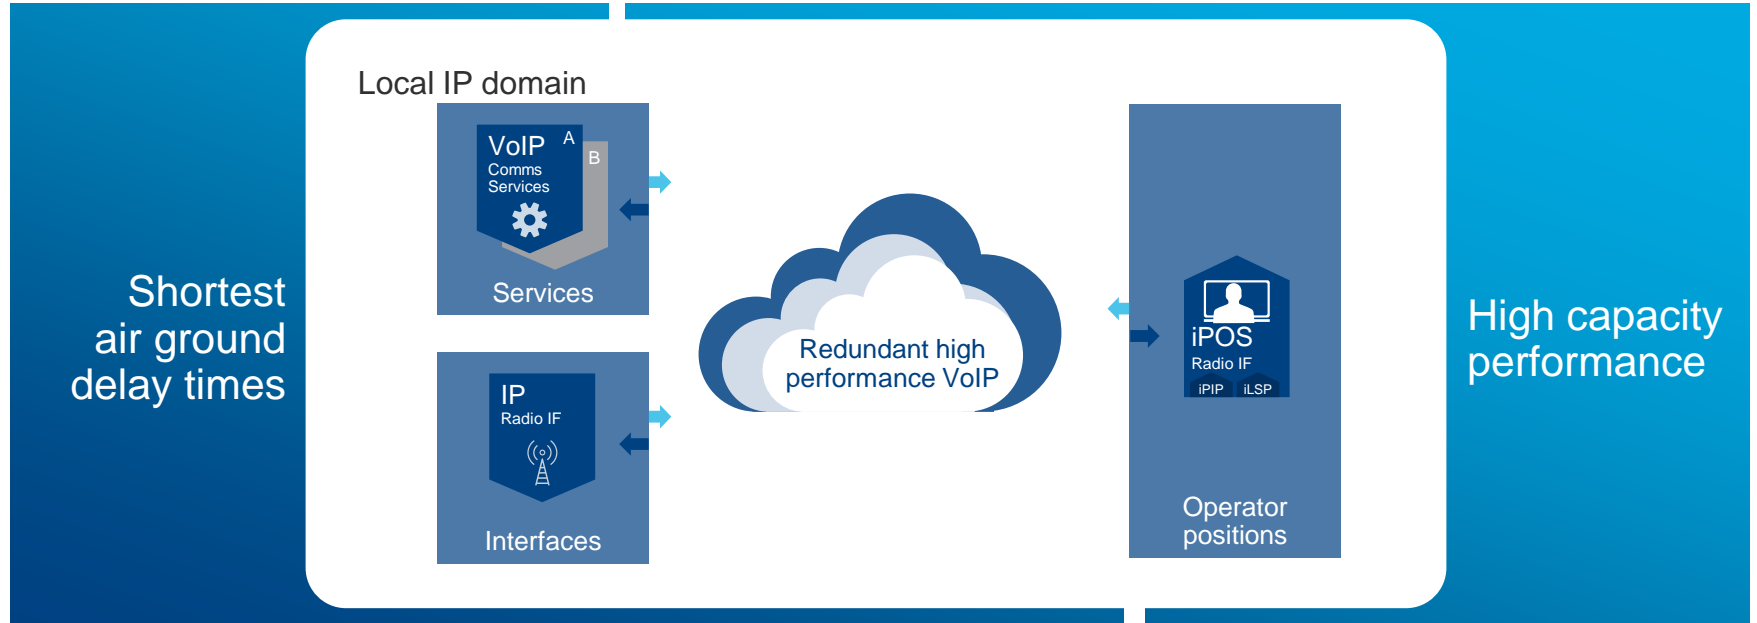 Shortest
air ground
delay times
Local IP domain
VoIP
A
Comms
Services
B
Services
IP
Radio IF
Interfaces
Redundant high
performance VoIP
iPOS
Radio IF
iPIP
iLSP
Operator
positions
High capacity
performance